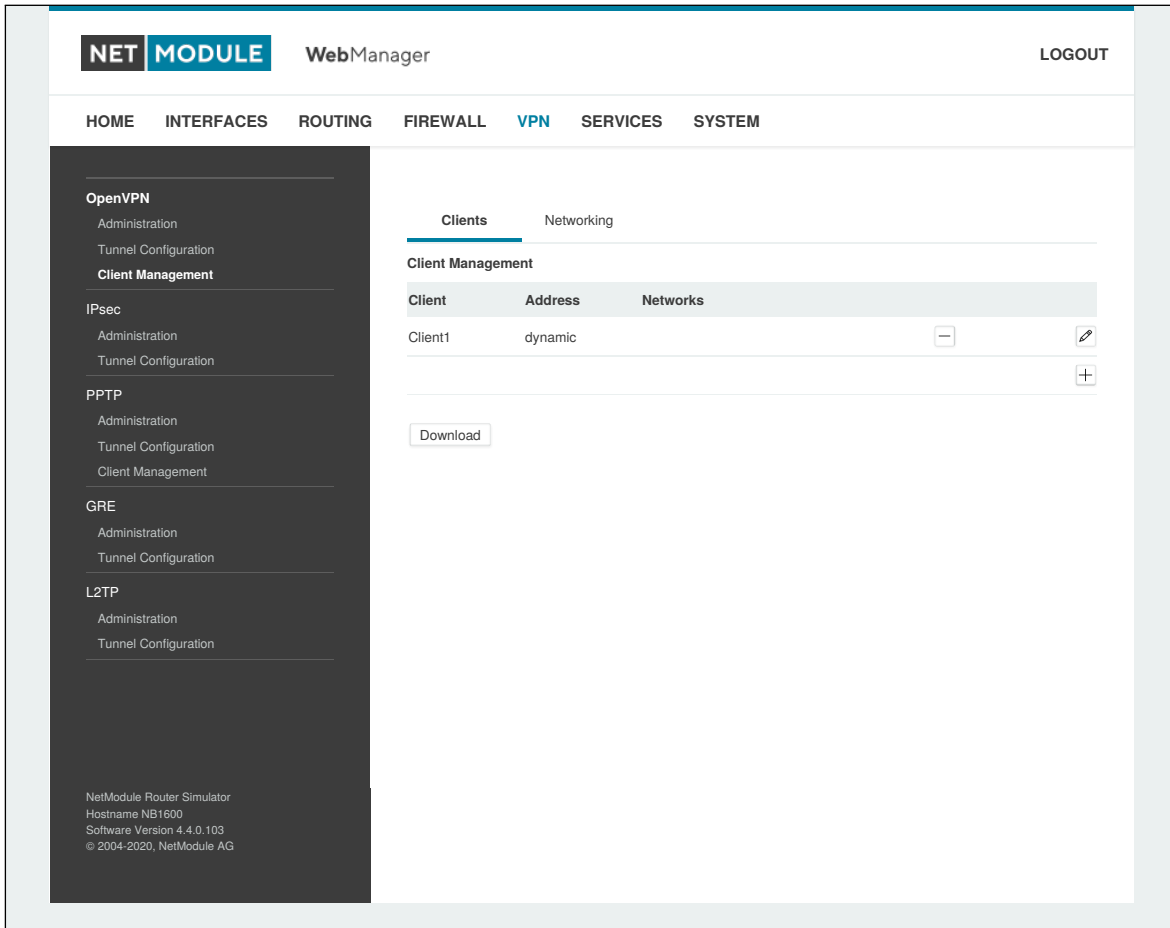 NET MODULE WebManager LOGOUT
HOME INTERFACES ROUTING FIREWALL VPN SERVICES SYSTEM
OpenVPN
Administration
Tunnel Configuration
Client Management
IPsec
Administration
Tunnel Configuration
PPTP
Administration
Tunnel Configuration
Client Management
GRE
Administration
Tunnel Configuration
L2TP
Administration
Tunnel Configuration
NetModule Router Simulator
Hostname NB1600
Software Version 4.4.0.103
© 2004-2020, NetModule AG
Clients Networking
Client Management
Client Address Networks
Client1 dynamic
Download